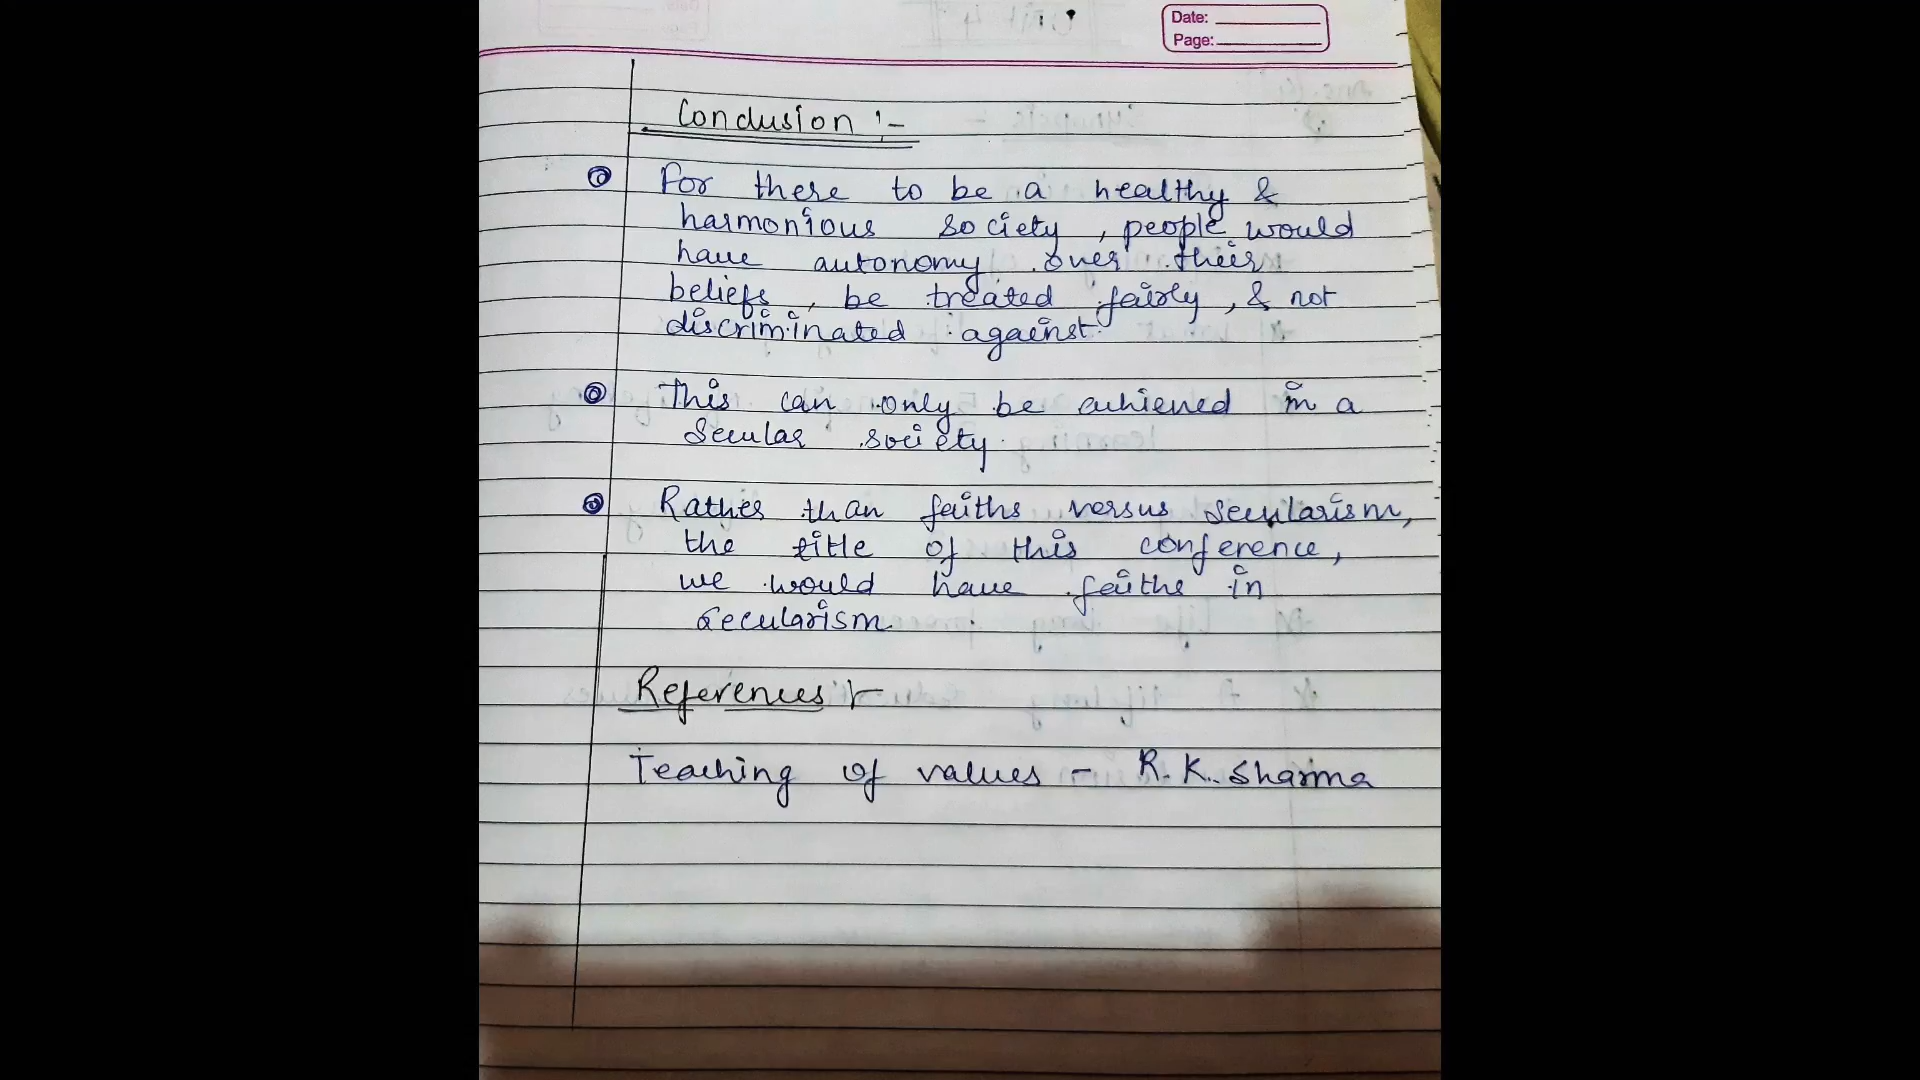 Date:
Page:
Conclusion :-
For there to be a healthy &
harmonious society, people would
have autonomy over their
beliefs, be treated fairly, & not
discriminated against.
This can only be achieved in a
Secular society.
Rather than faiths versus secularism,
the title of this conference,
we would have faiths in
secularism.
References :-
Teaching of values - R. K. Sharma